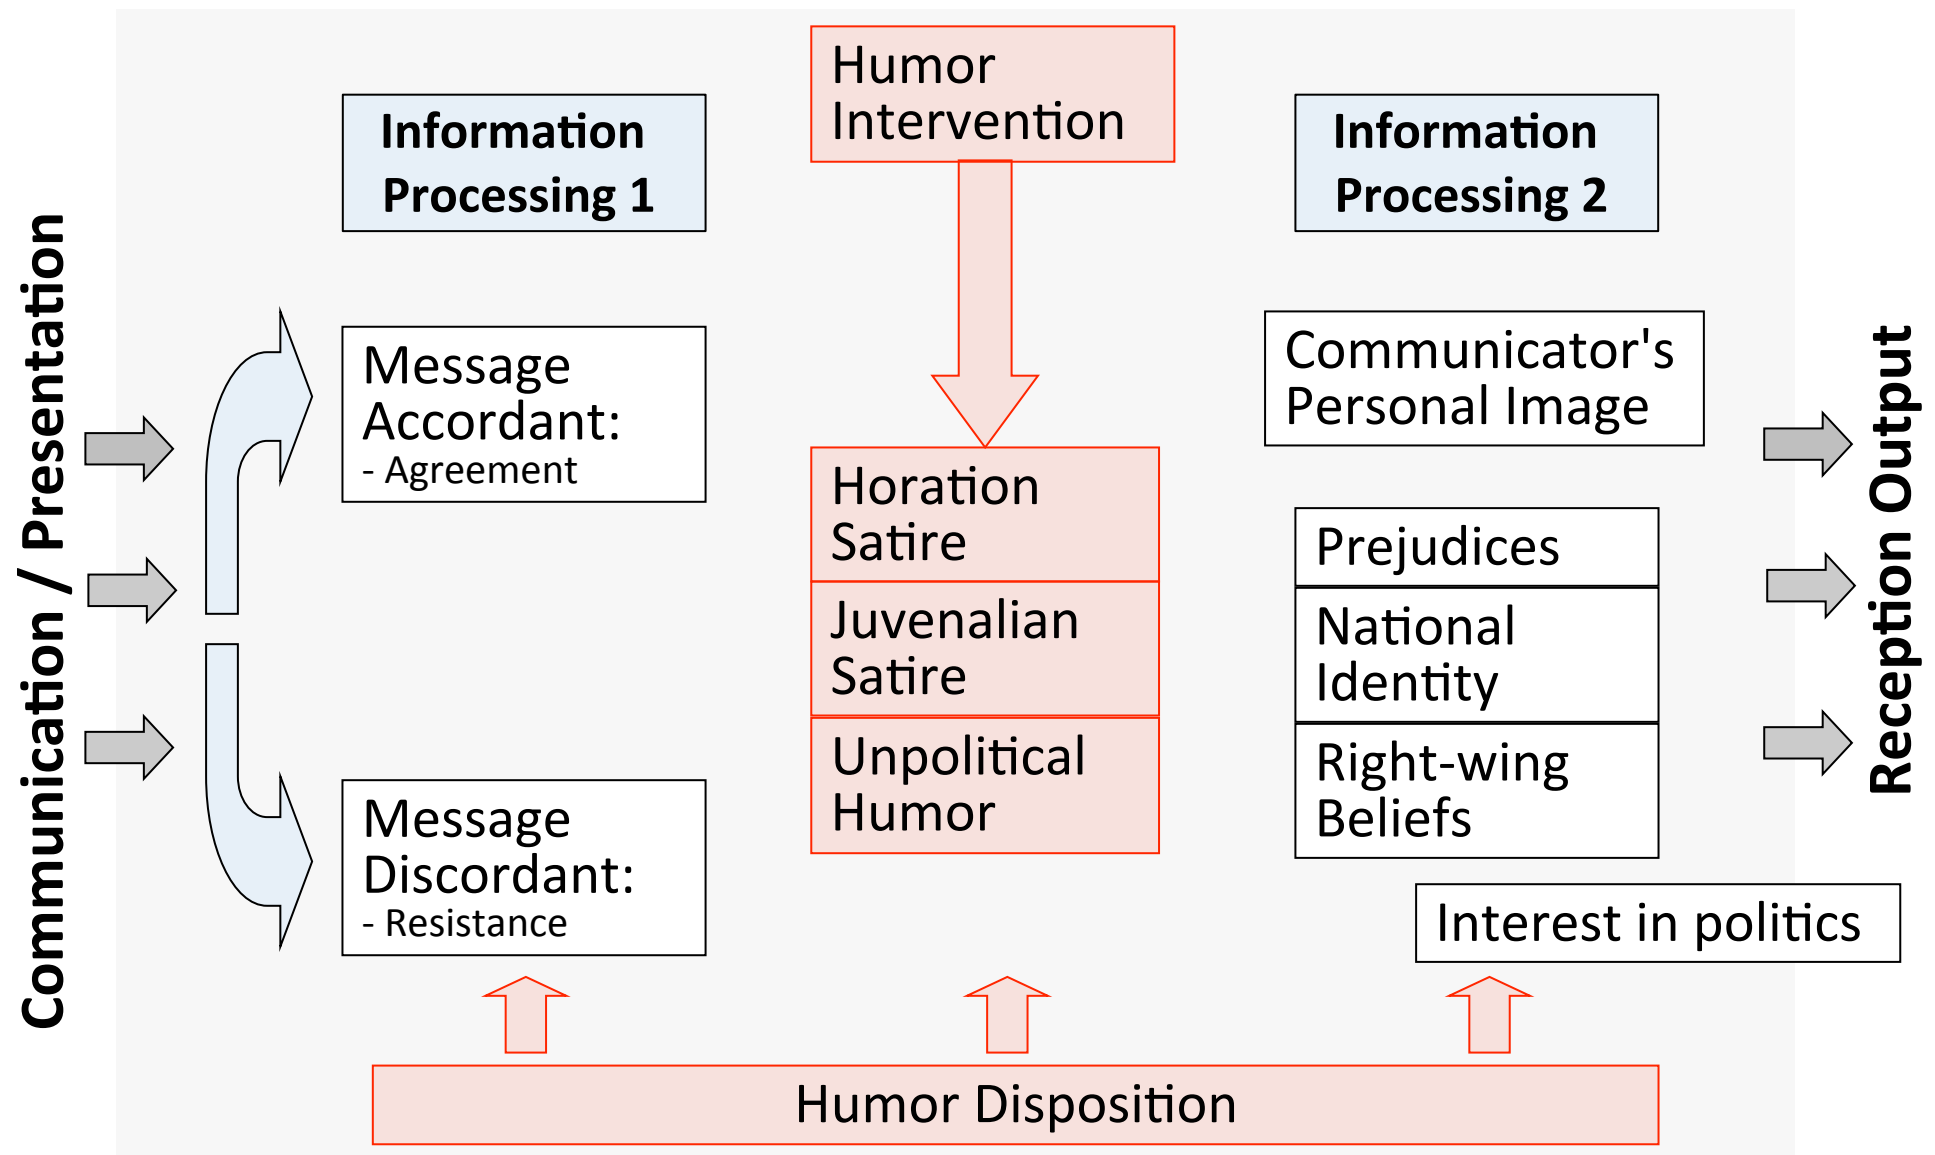 Communication / Presentation
Information
Processing 1
Message
Accordant:
- Agreement
Message
Discordant:
- Resistance
Humor
Intervention
Horation
Satire
Juvenalian
Satire
Unpolitical
Humor
Information
Processing 2
Communicator's
Personal Image
Prejudices
National
Identity
Right-wing
Beliefs
Interest in politics
Humor Disposition
Reception Output